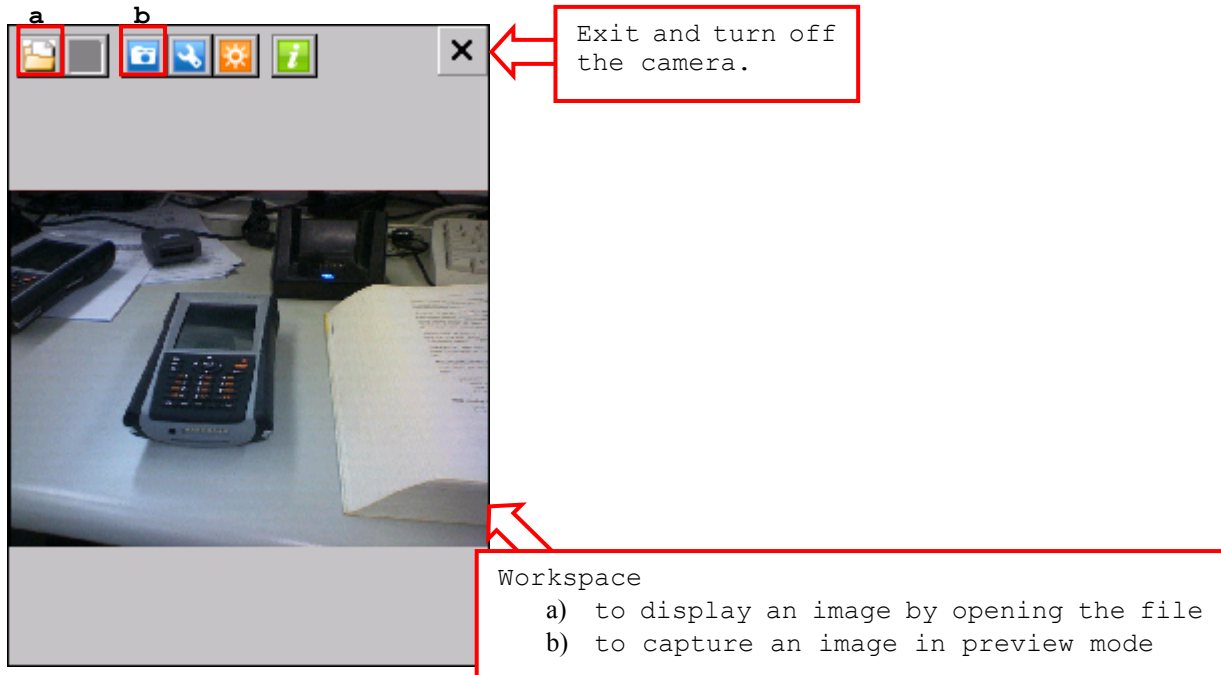 a b
Exit and turn off
the camera.
Workspace
a) to display an image by opening the file
b) to capture an image in preview mode